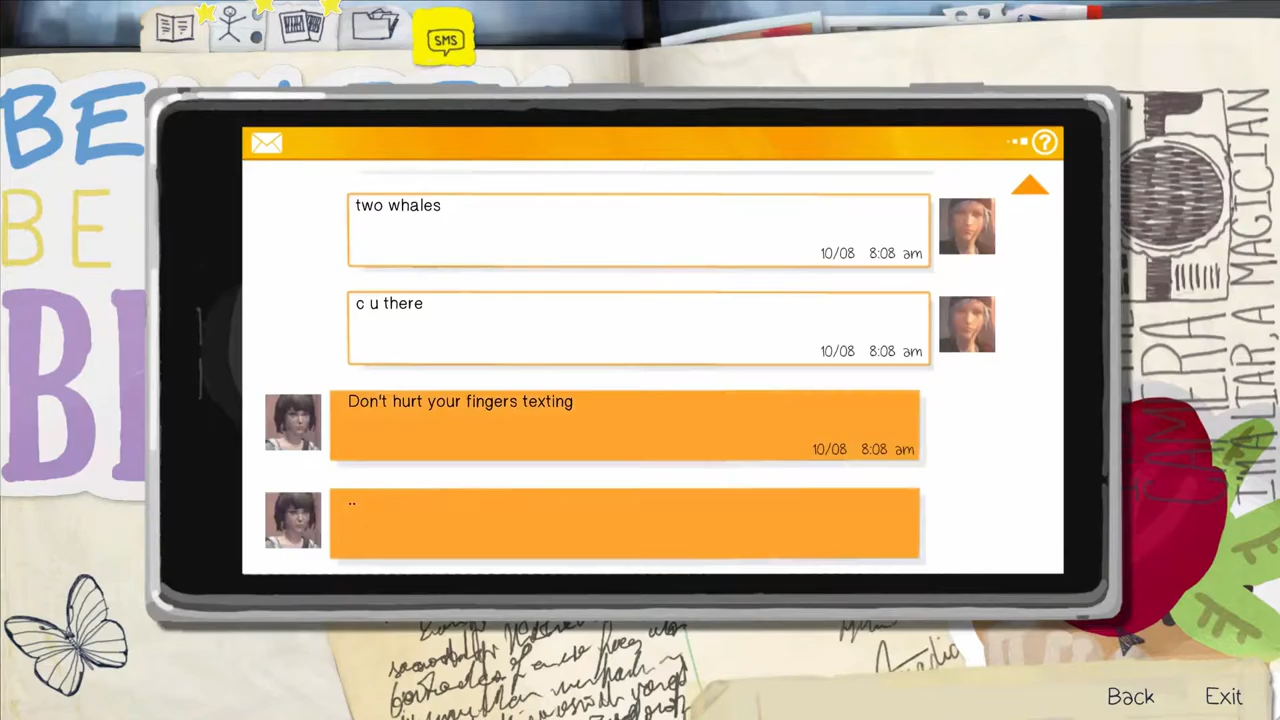 SMS
BE
BE
two whales
10/08 8:08 am
c u there
10/08 8:08 am
Don't hurt your fingers texting
10/08 8:08 am
..
CAMERA
I'M A LIAR, A MAGICIAN
Back Exit